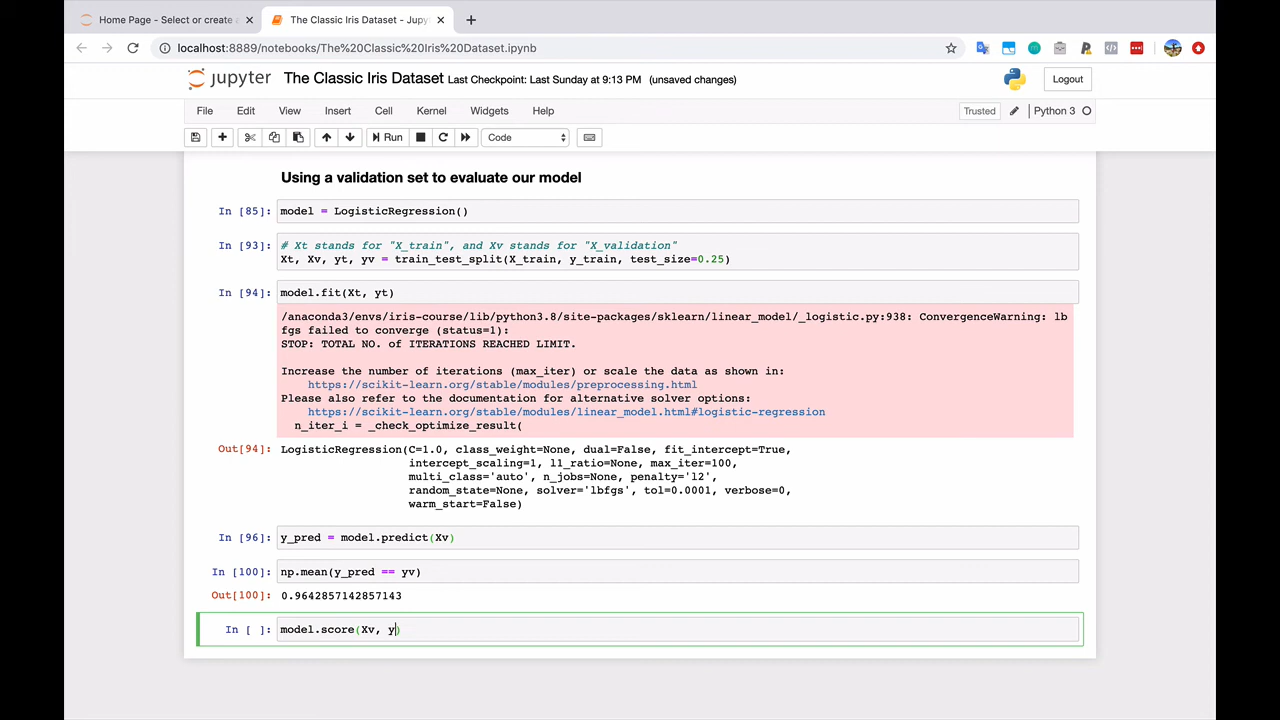 Home Page - Select or create a
The Classic Iris Dataset - Jupyt
localhost:8889/notebooks/The%20Classic%20Iris%20Dataset.ipynb
jupyter The Classic Iris Dataset Last Checkpoint: Last Sunday at 9:13 PM (unsaved changes)
Logout
File Edit View Insert Cell Kernel Widgets Help
Trusted Python 3
Run Code
Using a validation set to evaluate our model
In [85]: model = LogisticRegression()
In [93]: # Xt stands for "X_train", and Xv stands for "X_validation"
Xt, Xv, yt, yv = train_test_split(X_train, y_train, test_size=0.25)
In [94]: model.fit(Xt, yt)
/anaconda3/envs/iris-course/lib/python3.8/site-packages/sklearn/linear_model/_logistic.py:938: ConvergenceWarning: lb
fgs failed to converge (status=1):
STOP: TOTAL NO. of ITERATIONS REACHED LIMIT.
Increase the number of iterations (max_iter) or scale the data as shown in:
https://scikit-learn.org/stable/modules/preprocessing.html
Please also refer to the documentation for alternative solver options:
https://scikit-learn.org/stable/modules/linear_model.html#logistic-regression
n_iter_i = _check_optimize_result(
Out[94]: LogisticRegression(C=1.0, class_weight=None, dual=False, fit_intercept=True,
intercept_scaling=1, l1_ratio=None, max_iter=100,
multi_class='auto', n_jobs=None, penalty='l2',
random_state=None, solver='lbfgs', tol=0.0001, verbose=0,
warm_start=False)
In [96]: y_pred = model.predict(Xv)
In [100]: np.mean(y_pred == yv)
Out[100]: 0.9642857142857143
In [ ]: model.score(Xv, y)